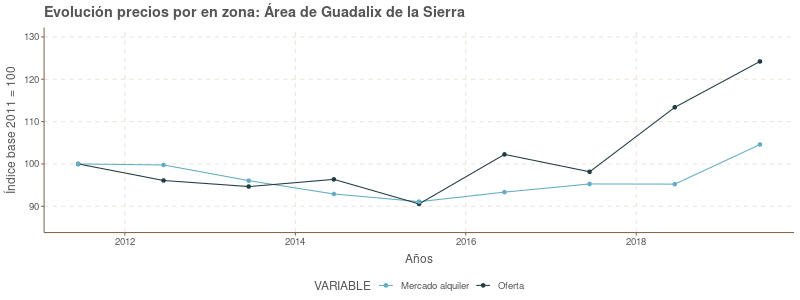 Evolución precios por en zona: Área de Guadalix de la Sierra
Índice base 2011 = 100
130
120
110
100
90
2012 2014 2016 2018
Años
VARIABLE Mercado alquiler Oferta